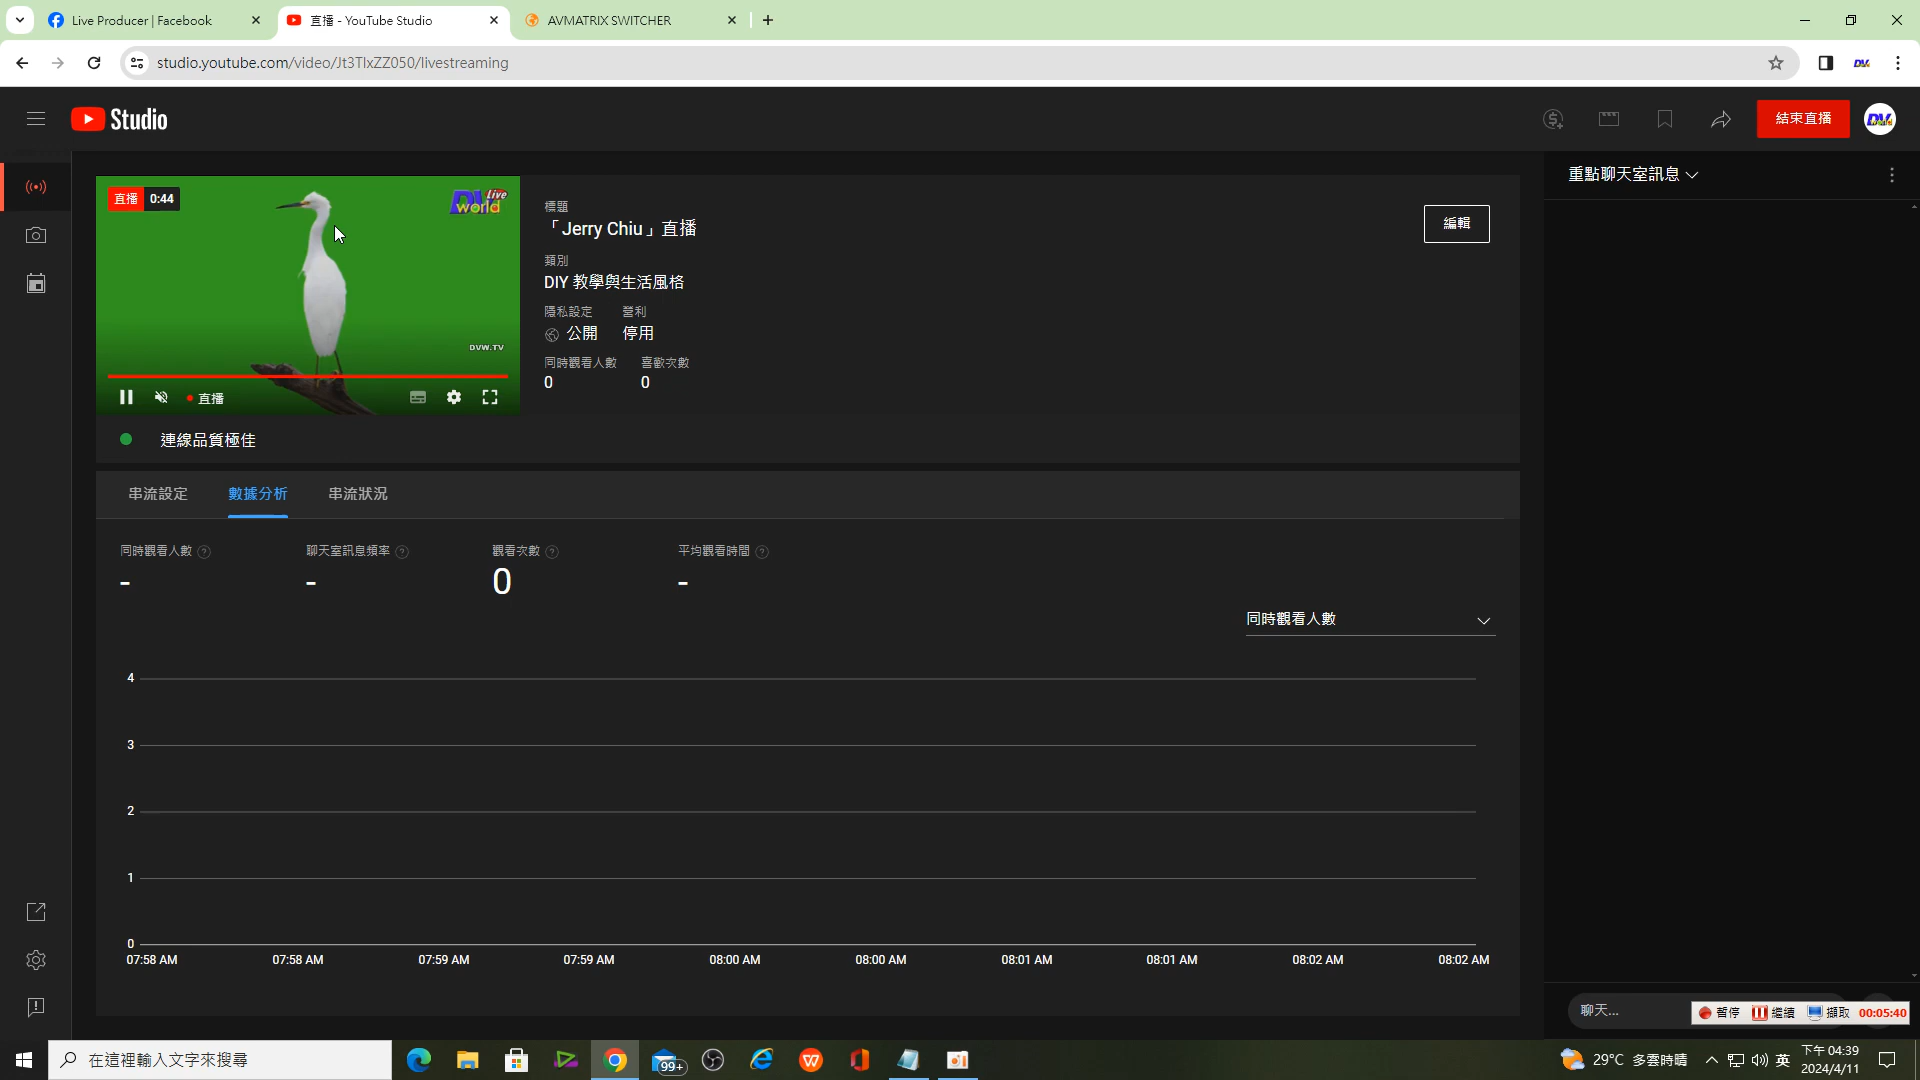 Live Producer | Facebook
直播 - YouTube Studio
AVMATRIX SWITCHER
studio.youtube.com/video/Jt3TIxZZ050/livestreaming
Studio
結束直播
直播 0:44
DV world Live
DVW.TV
直播
標題
「Jerry Chiu」直播
類別
DIY 教學與生活風格
隱私設定 營利
公開 停用
同時觀看人數 喜歡次數
0 0
編輯
連線品質極佳
串流設定 數據分析 串流狀況
同時觀看人數 聊天室訊息頻率 觀看次數 平均觀看時間
- - 0 -
同時觀看人數
4
3
2
1
0
07:58 AM 07:58 AM 07:59 AM 07:59 AM 08:00 AM 08:00 AM 08:01 AM 08:01 AM 08:02 AM 08:02 AM
重點聊天室訊息
聊天...
暫停 繼續 擷取 00:05:40
在這裡輸入文字來搜尋
99+
29°C 多雲時晴
英
下午 04:39
2024/4/11